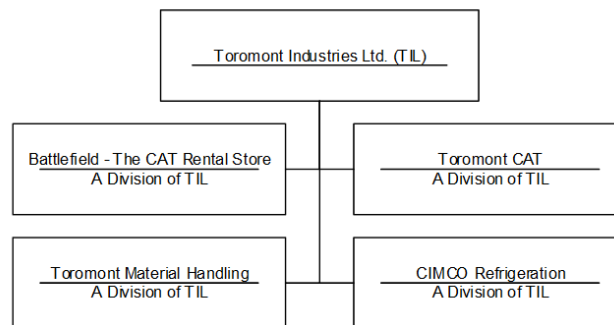 Toromont Industries Ltd. (TIL)
Battlefield - The CAT Rental Store
A Division of TIL
Toromont CAT
A Division of TIL
Toromont Material Handling
A Division of TIL
CIMCO Refrigeration
A Division of TIL